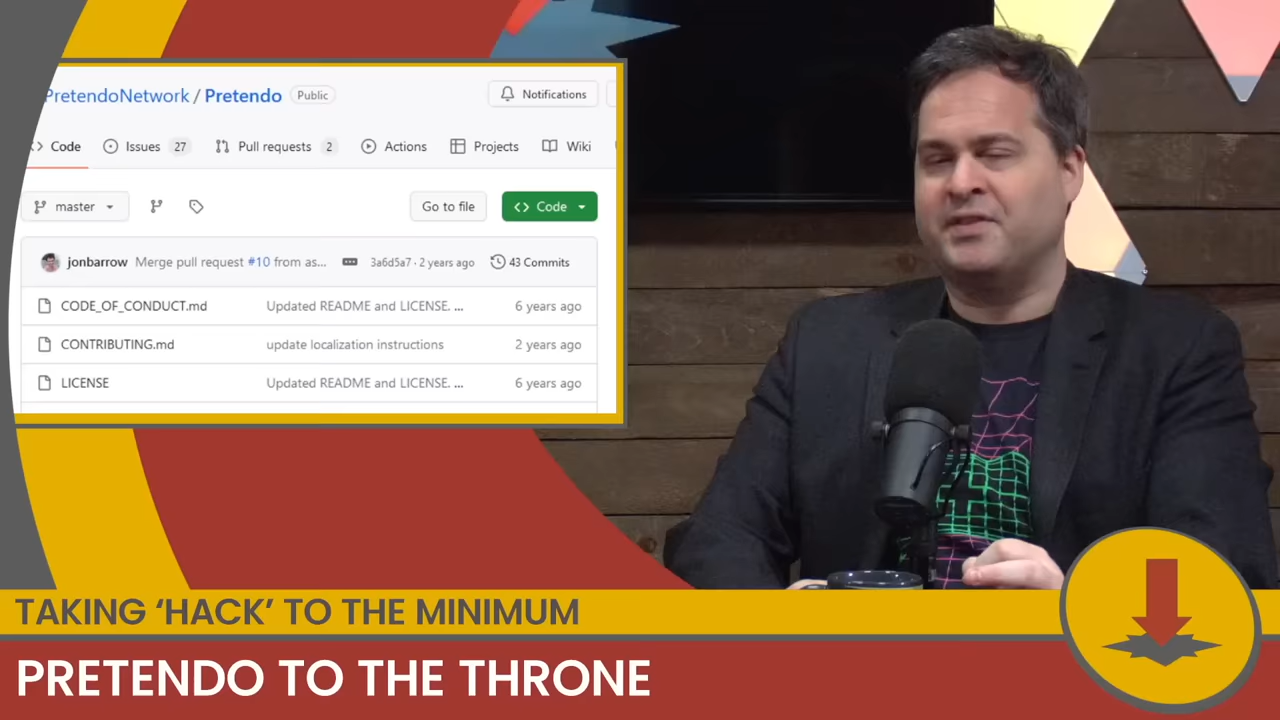 PretendoNetwork / Pretendo Public Notifications
Code Issues 27 Pull requests 2 Actions Projects Wiki
master Go to file Code
jonbarrow Merge pull request #10 from as... 3a6d5a7 · 2 years ago 43 Commits
CODE_OF_CONDUCT.md Updated README and LICENSE. ... 6 years ago
CONTRIBUTING.md update localization instructions 2 years ago
LICENSE Updated README and LICENSE. ... 6 years ago
TAKING ‘HACK’ TO THE MINIMUM
PRETENDO TO THE THRONE